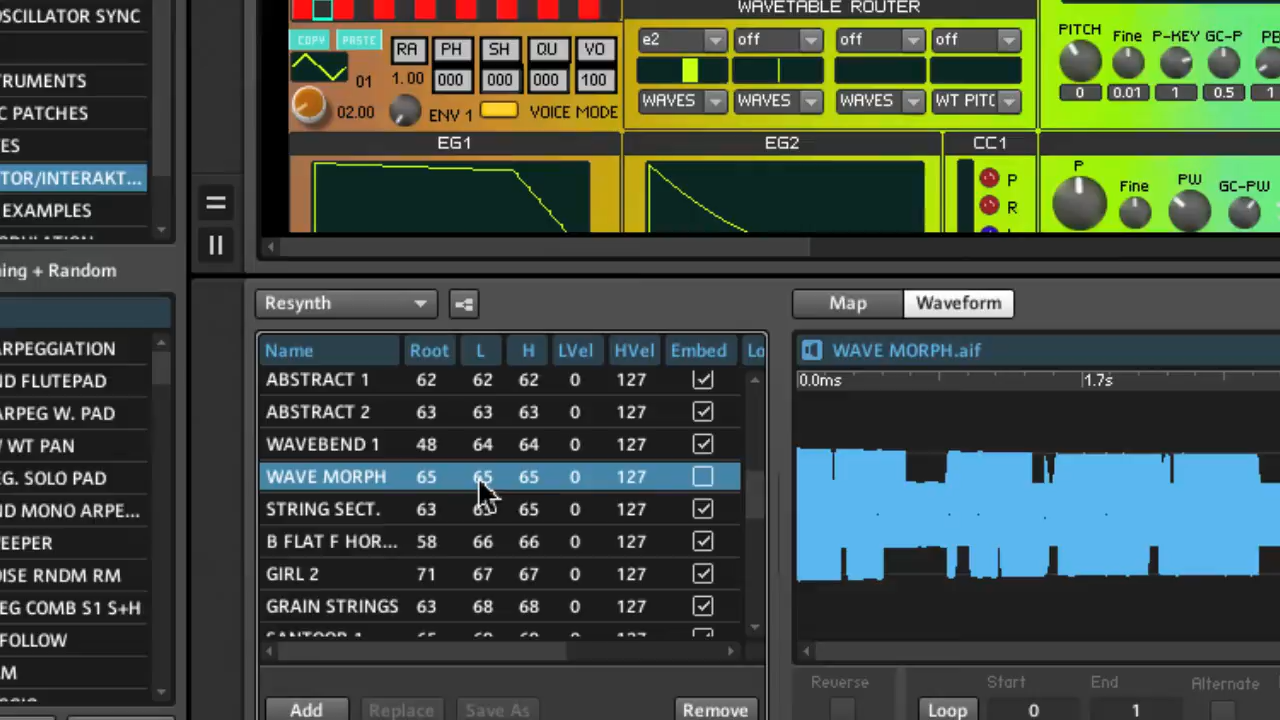 OSCILLATOR SYNC
TRUMENTS
C PATCHES
ES
TOR/INTERAKT...
EXAMPLES
ing + Random
ARPEGGIATION
ND FLUTEPAD
ARPEG W. PAD
WT PAN
G. SOLO PAD
ND MONO ARPE...
EEPER
OISE RNDM RM
EG COMB S1 S+H
FOLLOW
M
COPY PASTE
RA PH SH QU VO
01 1.00 000 000 000 100
02.00 ENV 1 VOICE MODE
WAVETABLE ROUTER
e2 off off off
WAVES WAVES WAVES WT PITC
PITCH Fine P-KEY GC-P PB
0 0.01 1 0.5 1
EG1 EG2 CC1
P
R
P Fine PW GC-PW
Resynth
Map Waveform
Name Root L H LVel HVel Embed Lo
ABSTRACT 1 62 62 62 0 127
ABSTRACT 2 63 63 63 0 127
WAVEBEND 1 48 64 64 0 127
WAVE MORPH 65 65 65 0 127
STRING SECT. 63 65 65 0 127
B FLAT F HOR... 58 66 66 0 127
GIRL 2 71 67 67 0 127
GRAIN STRINGS 63 68 68 0 127
WAVE MORPH.aif
0.0ms 1.7s
Add Replace Save As Remove
Reverse Start End Alternate
Loop 0 1